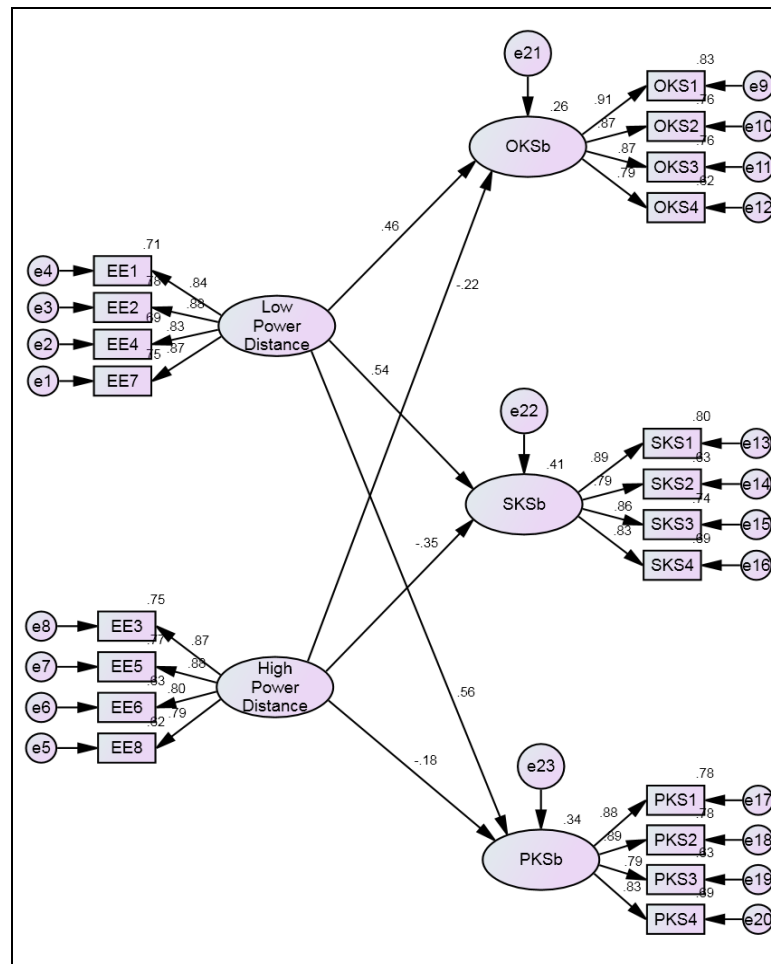 e21
.83
.26
.91
OKS1
e9
.76
.87
OKS2
e10
OKSb
.76
.87
OKS3
e11
.62
.79
OKS4
e12
.46
-.22
.71
e4
EE1
.84
.78
e3
EE2
.88
.69
e2
EE4
.83
.75
e1
EE7
.87
Low
Power
Distance
.54
e22
.80
.41
.89
SKS1
e13
.63
.79
SKS2
e14
SKSb
.74
.86
SKS3
e15
.69
.83
SKS4
e16
-.35
.75
e8
EE3
.87
.77
e7
EE5
.88
.63
e6
EE6
.80
.62
e5
EE8
.79
High
Power
Distance
.56
-.18
e23
.78
.34
.88
PKS1
e17
.78
.89
PKS2
e18
PKSb
.63
.79
PKS3
e19
.69
.83
PKS4
e20